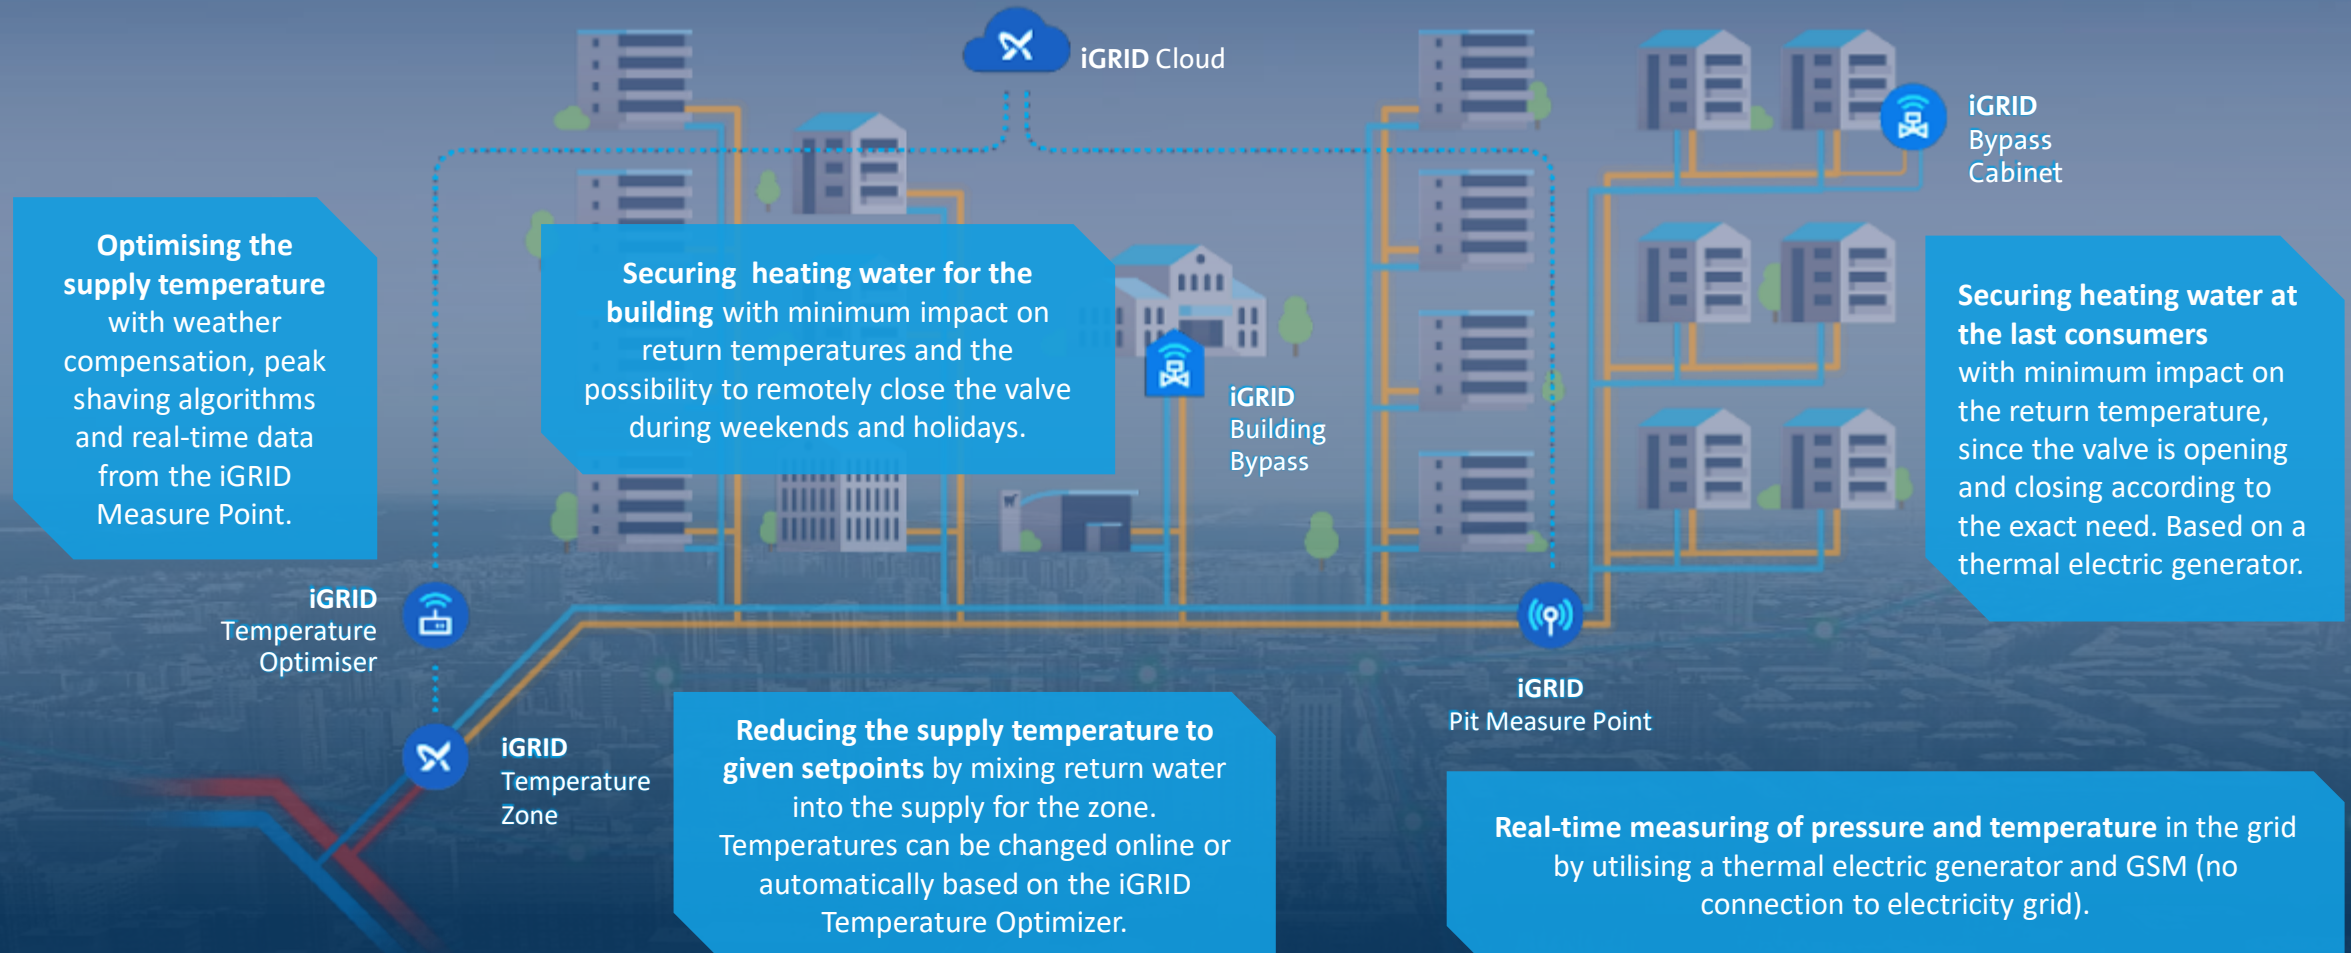 iGRID Cloud
iGRID
Bypass
Cabinet
Optimising the
supply temperature
with weather
compensation, peak
shaving algorithms
and real-time data
from the iGRID
Measure Point.
Securing  heating water for the
building with minimum impact on
return temperatures and the
possibility to remotely close the valve
during weekends and holidays.
iGRID
Building
Bypass
Securing heating water at
the last consumers
with minimum impact on
the return temperature,
since the valve is opening
and closing according to
the exact need. Based on a
thermal electric generator.
iGRID
Temperature
Optimiser
iGRID
Temperature
Zone
Reducing the supply temperature to
given setpoints by mixing return water
into the supply for the zone.
Temperatures can be changed online or
automatically based on the iGRID
Temperature Optimizer.
iGRID
Pit Measure Point
Real-time measuring of pressure and temperature in the grid
by utilising a thermal electric generator and GSM (no
connection to electricity grid).